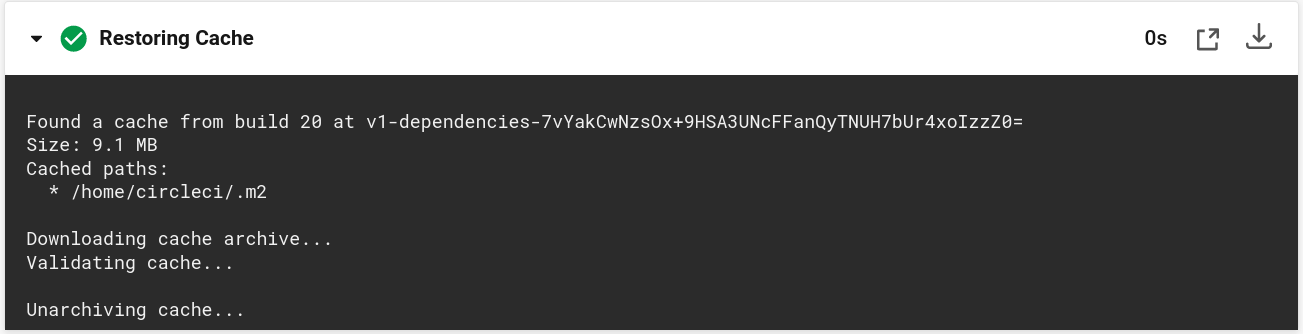 Restoring Cache
0s
Found a cache from build 20 at v1-dependencies-7vYakCwNzsOx+9HSA3UNcFFanQyTNUH7bUr4xoIzzZ0=
Size: 9.1 MB
Cached paths:
* /home/circleci/.m2
Downloading cache archive...
Validating cache...
Unarchiving cache...